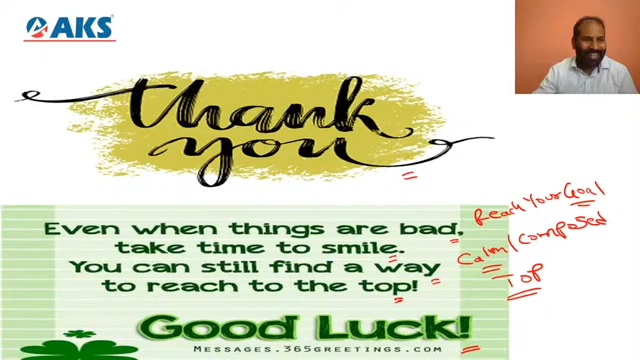 AKS
thank
you
Reach Your Goal
Even when things are bad,
take time to smile.
Calm/Composed
You can still find a way
Top
to reach to the top!
Good Luck!
Messages.365greetings.com